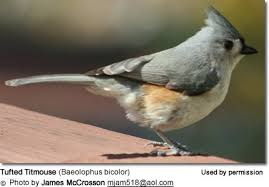 Tufted Titmouse (Baeolophus bicolor) Used by permission
© Photo by James McCrosson mjam518@aol.com